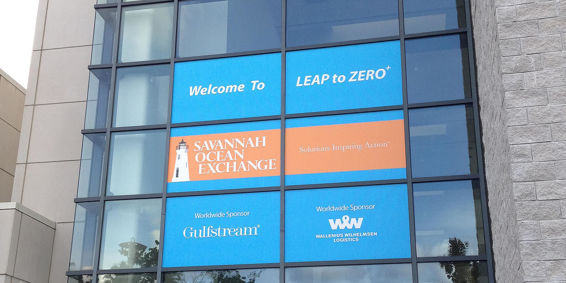 Welcome To
LEAP to ZERO+
SAVANNAH
OCEAN
EXCHANGE
Solutions Inspiring Action®
Worldwide Sponsor
Gulfstream®
Worldwide Sponsor
WW
WALLENIUS WILHELMSEN
LOGISTICS